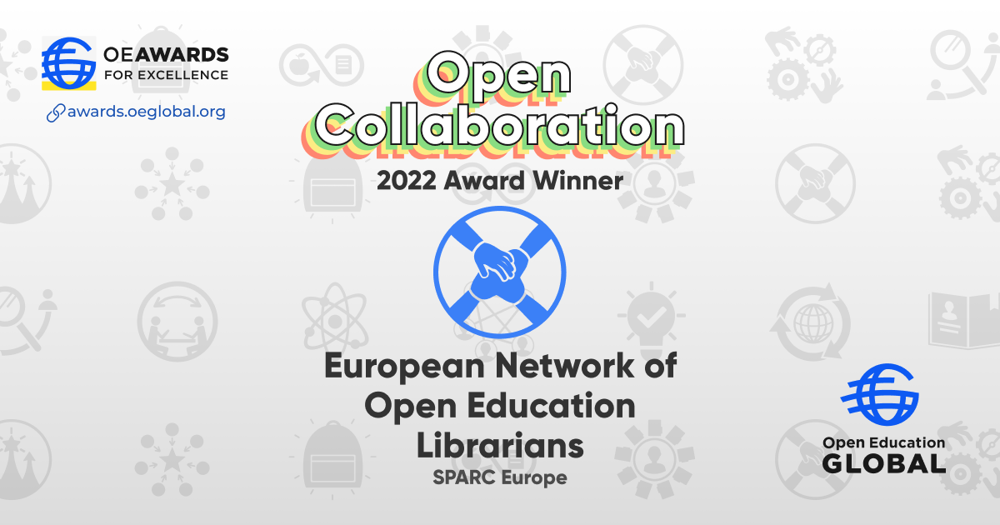 OEAWARDS
FOR EXCELLENCE
awards.oeglobal.org
Open
Collaboration
2022 Award Winner
European Network of
Open Education
Librarians
SPARC Europe
Open Education
GLOBAL